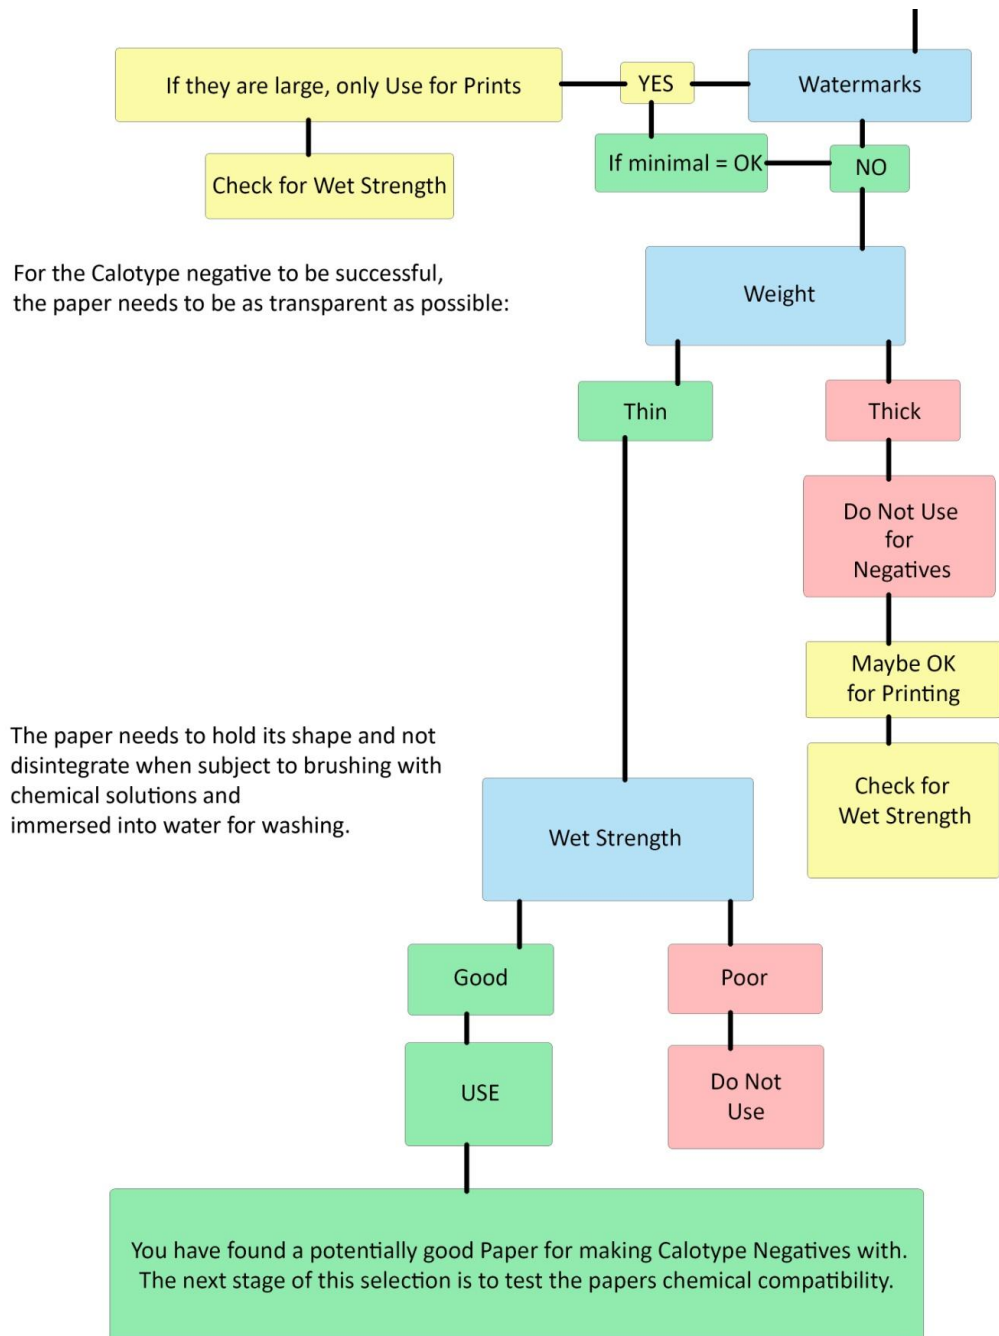 If they are large, only Use for Prints
YES
Watermarks
If minimal = OK
NO
Check for Wet Strength
For the Calotype negative to be successful,
the paper needs to be as transparent as possible:
Weight
Thin
Thick
Do Not Use
for
Negatives
Maybe OK
for Printing
The paper needs to hold its shape and not
disintegrate when subject to brushing with
chemical solutions and
immersed into water for washing.
Check for
Wet Strength
Wet Strength
Good
Poor
USE
Do Not
Use
You have found a potentially good Paper for making Calotype Negatives with.
The next stage of this selection is to test the papers chemical compatibility.